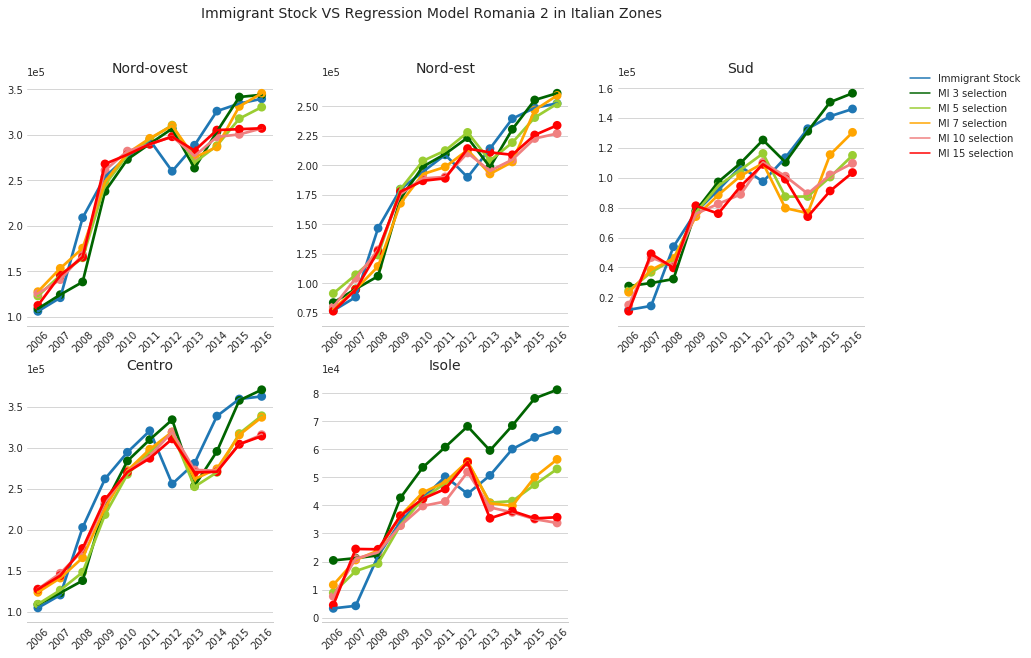 Immigrant Stock VS Regression Model Romania 2 in Italian Zones
Nord-ovest
1e5
3.5
3.0
2.5
2.0
1.5
1.0
2006 2007 2008 2009 2010 2011 2012 2013 2014 2015 2016
Nord-est
1e5
2.50
2.25
2.00
1.75
1.50
1.25
1.00
0.75
2006 2007 2008 2009 2010 2011 2012 2013 2014 2015 2016
Sud
1e5
1.6
1.4
1.2
1.0
0.8
0.6
0.4
0.2
2006 2007 2008 2009 2010 2011 2012 2013 2014 2015 2016
Immigrant Stock
MI 3 selection
MI 5 selection
MI 7 selection
MI 10 selection
MI 15 selection
Centro
1e5
3.5
3.0
2.5
2.0
1.5
1.0
2006 2007 2008 2009 2010 2011 2012 2013 2014 2015 2016
Isole
1e4
8
7
6
5
4
3
2
1
0
2006 2007 2008 2009 2010 2011 2012 2013 2014 2015 2016